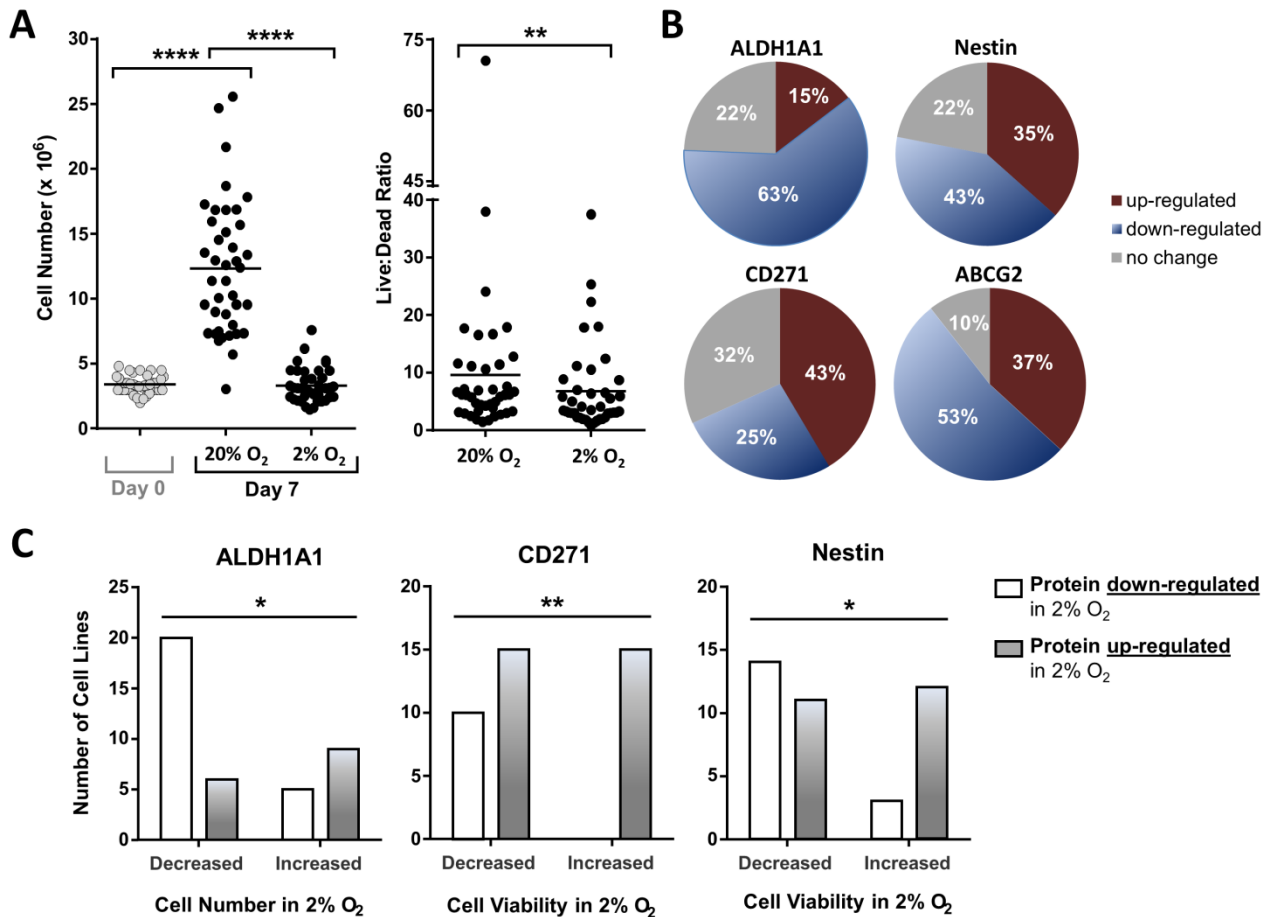 A
30
25
20
15
10
5
0
Cell Number (x 10⁶)
****
****
20% O₂
2% O₂
Day 0
Day 7
75
60
45
40
30
20
10
0
Live:Dead Ratio
**
20% O₂
2% O₂
B
ALDH1A1
22%
15%
63%
Nestin
22%
35%
43%
up-regulated
down-regulated
no change
CD271
32%
43%
25%
ABCG2
10%
37%
53%
C
ALDH1A1
25
20
15
10
5
0
Number of Cell Lines
*
Decreased
Increased
Cell Number in 2% O₂
CD271
20
15
10
5
0
**
Decreased
Increased
Cell Viability in 2% O₂
Nestin
20
15
10
5
0
*
Decreased
Increased
Cell Viability in 2% O₂
Protein down-regulated
in 2% O₂
Protein up-regulated
in 2% O₂